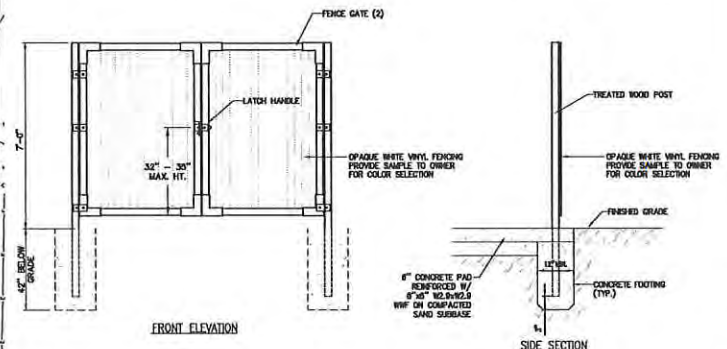 FENCE GATE (2)
LATCH HANDLE
7'-0"
32" - 38"
MAX. HT.
OPAQUE WHITE VINYL FENCING
PROVIDE SAMPLE TO OWNER
FOR COLOR SELECTION
42" BELOW
GRADE
FRONT ELEVATION
TREATED WOOD POST
OPAQUE WHITE VINYL FENCING
PROVIDE SAMPLE TO OWNER
FOR COLOR SELECTION
FINISHED GRADE
6" CONCRETE PAD
REINFORCED W/
6"x6" W2.9xW2.9
WWF ON COMPACTED
SAND SUBBASE
CONCRETE FOOTING
(TYP.)
SIDE SECTION